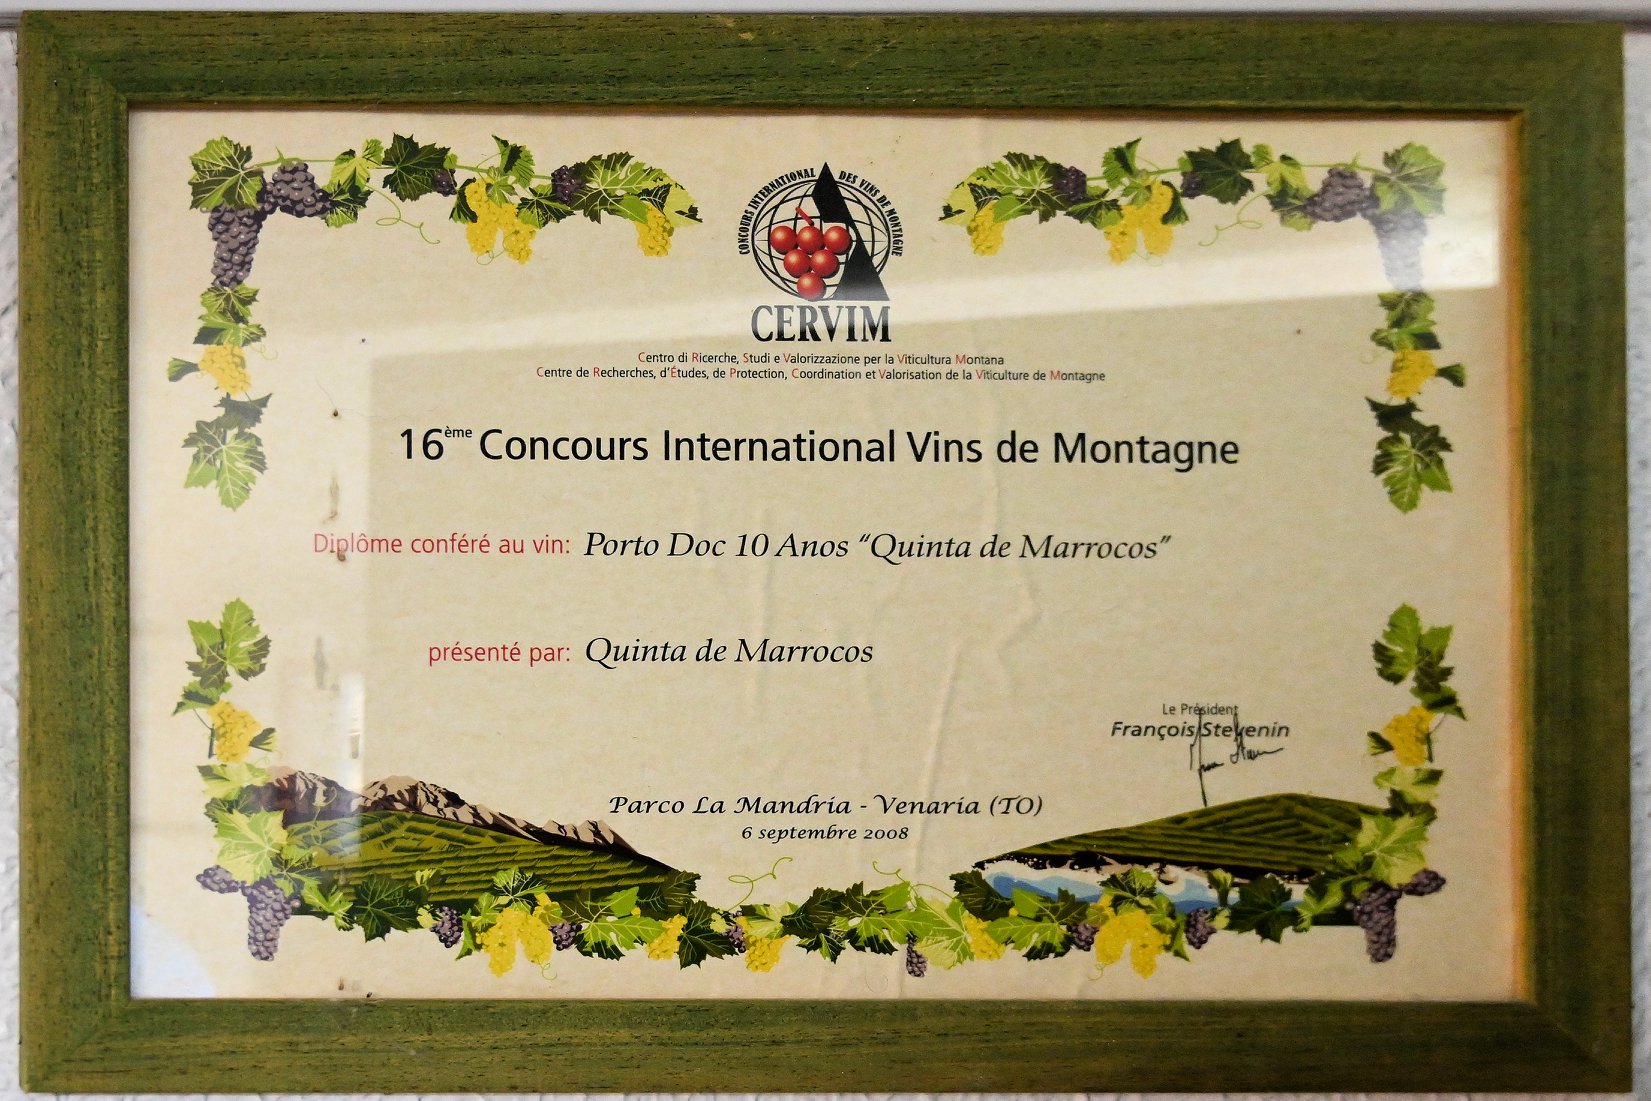 CONCOURS INTERNATIONAL DES VINS DE MONTAGNE
CERVIM
Centro di Ricerche, Studi e Valorizzazione per la Viticultura Montana
Centre de Recherches, d'Études, de Protection, Coordination et Valorisation de la Viticulture de Montagne
16ème Concours International Vins de Montagne
Diplôme conféré au vin: Porto Doc 10 Anos "Quinta de Marrocos"
présenté par: Quinta de Marrocos
Le Président
François Stevenin
Parco La Mandria - Venaria (TO)
6 septembre 2008